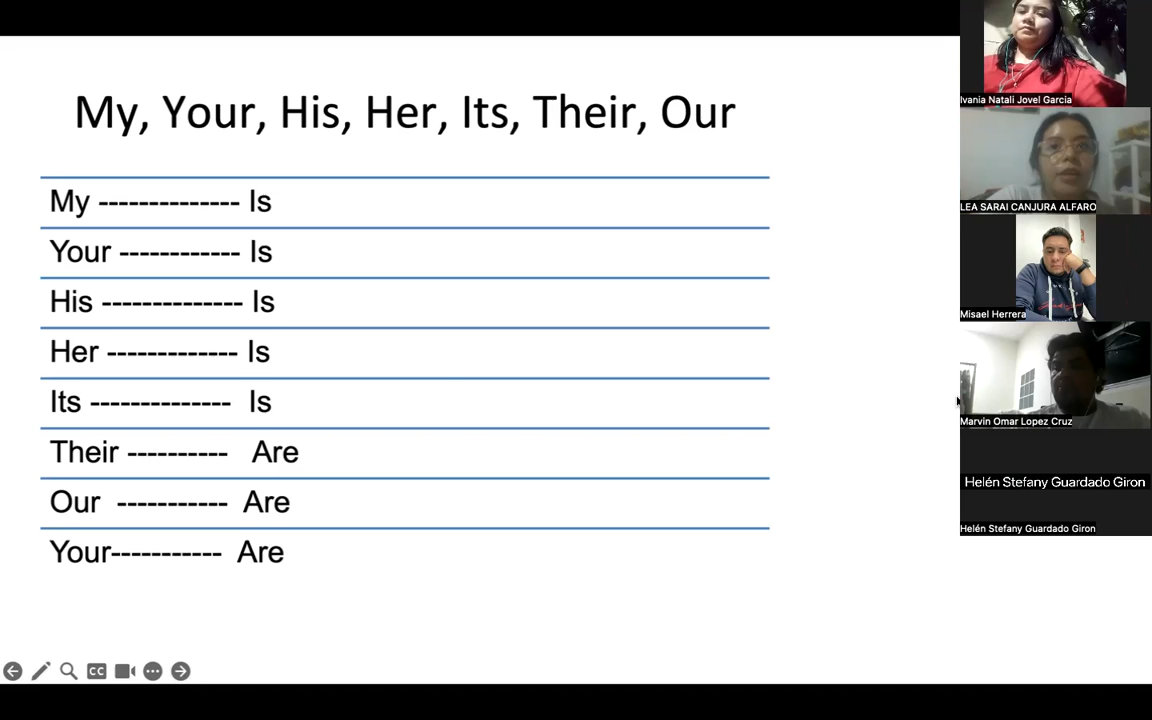 My, Your, His, Her, Its, Their, Our
My -------------- Is
Your ------------ Is
His -------------- Is
Her ------------- Is
Its -------------- Is
Their ---------- Are
Our ----------- Are
Your----------- Are
CC
Ivania Natali Jovel Garcia
LEA SARAI CANJURA ALFARO
Misael Herrera
Marvin Omar Lopez Cruz
Helén Stefany Guardado Giron
Helén Stefany Guardado Giron